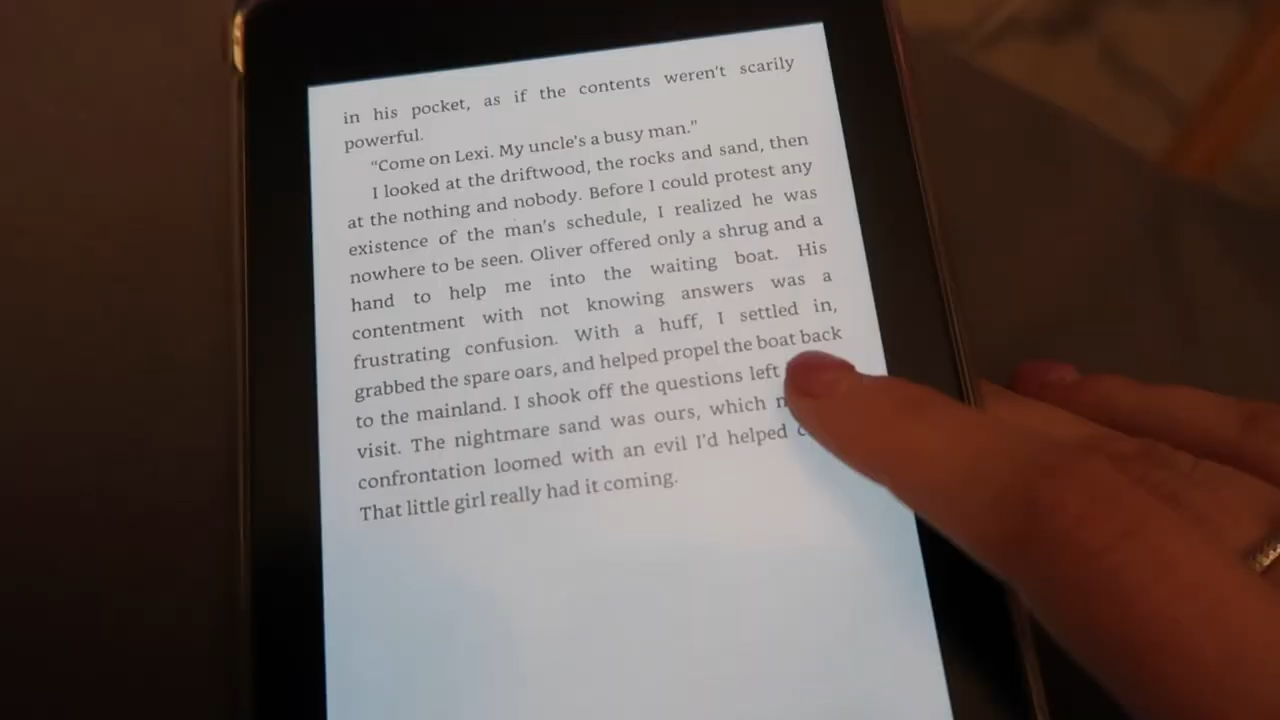 in his pocket, as if the contents weren't scarily
powerful.
“Come on Lexi. My uncle's a busy man.”
I looked at the driftwood, the rocks and sand, then
at the nothing and nobody. Before I could protest any
existence of the man's schedule, I realized he was
nowhere to be seen. Oliver offered only a shrug and a
hand to help me into the waiting boat. His
contentment with not knowing answers was a
frustrating confusion. With a huff, I settled in,
grabbed the spare oars, and helped propel the boat back
to the mainland. I shook off the questions left
visit. The nightmare sand was ours, which
confrontation loomed with an evil I'd helped
That little girl really had it coming.